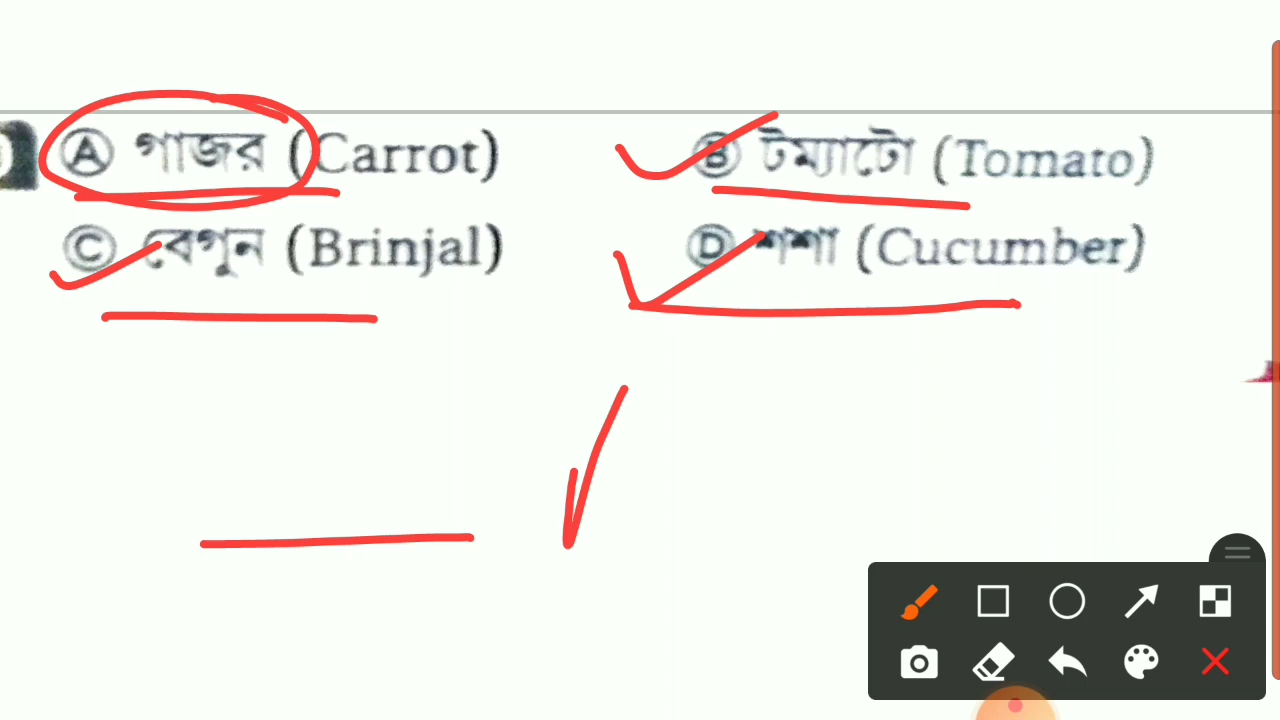 Ⓐ গাজর (Carrot) Ⓑ টম্যাটো (Tomato)
Ⓒ বেগুন (Brinjal) Ⓓ শশা (Cucumber)